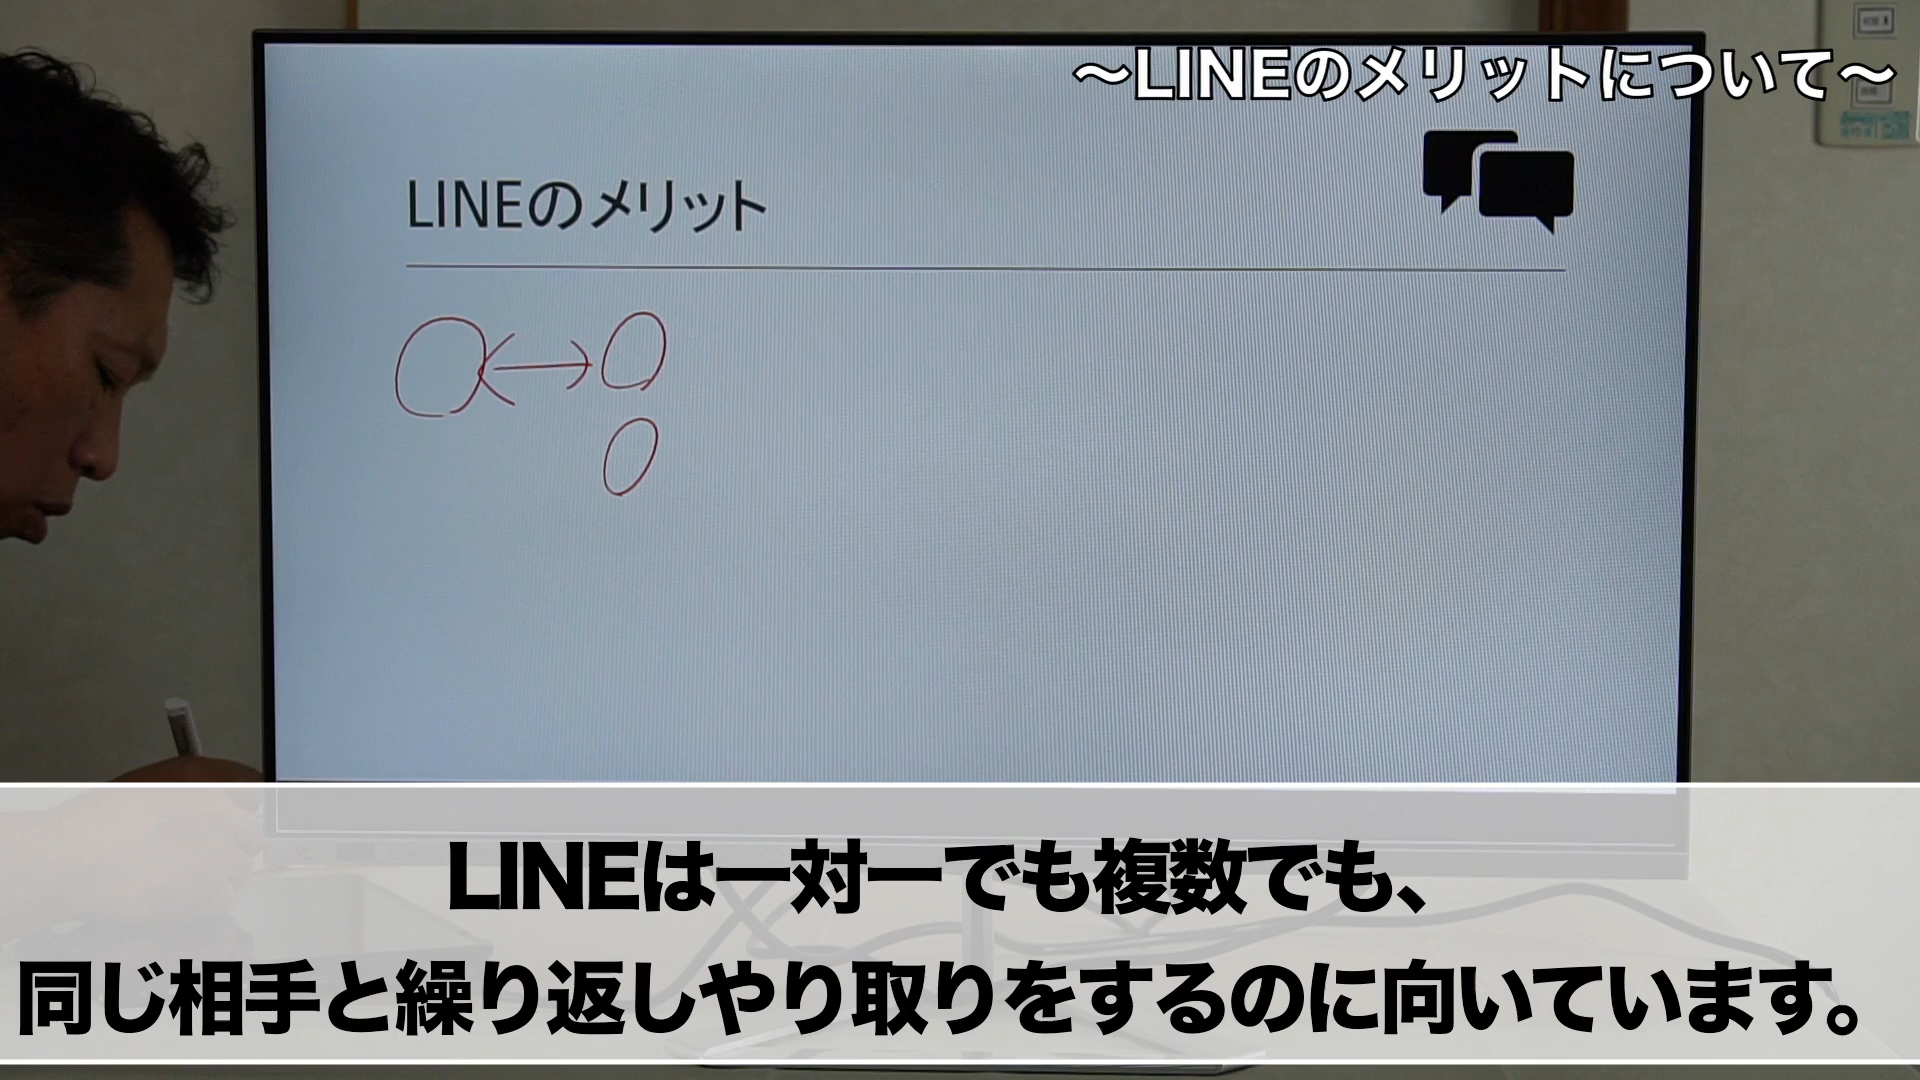 〜LINEのメリットについて〜
LINEのメリット
LINEは一対一でも複数でも、
同じ相手と繰り返しやり取りをするのに向いています。